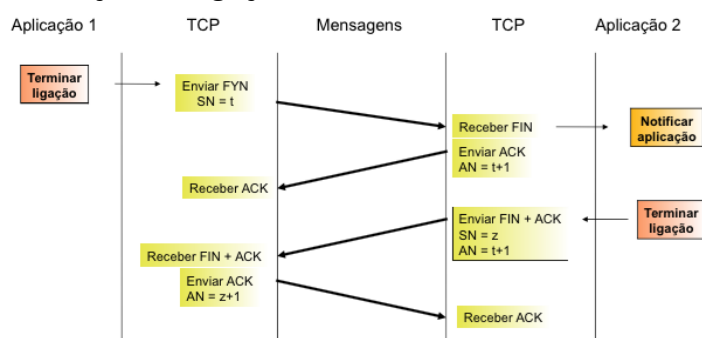 Aplicação 1
TCP
Mensagens
TCP
Aplicação 2
Terminar
ligação
Enviar FYN
SN = t
Receber FIN
Notificar
aplicação
Enviar ACK
AN = t+1
Receber ACK
Enviar FIN + ACK
SN = z
AN = t+1
Terminar
ligação
Receber FIN + ACK
Enviar ACK
AN = z+1
Receber ACK